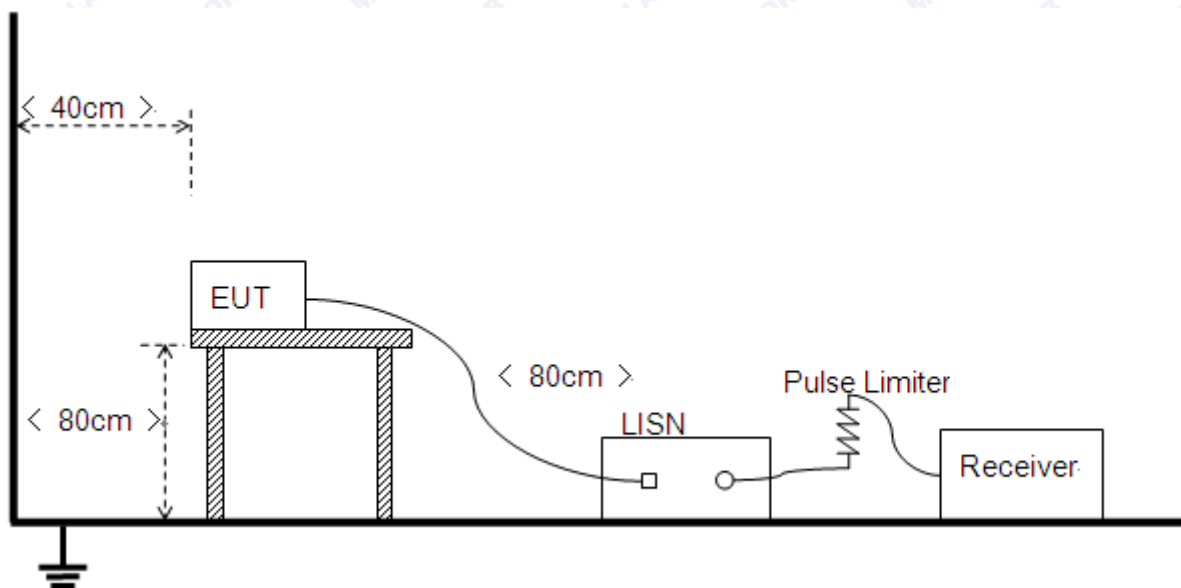 < 40cm >
EUT
< 80cm >
< 80cm >
LISN
Pulse Limiter
Receiver